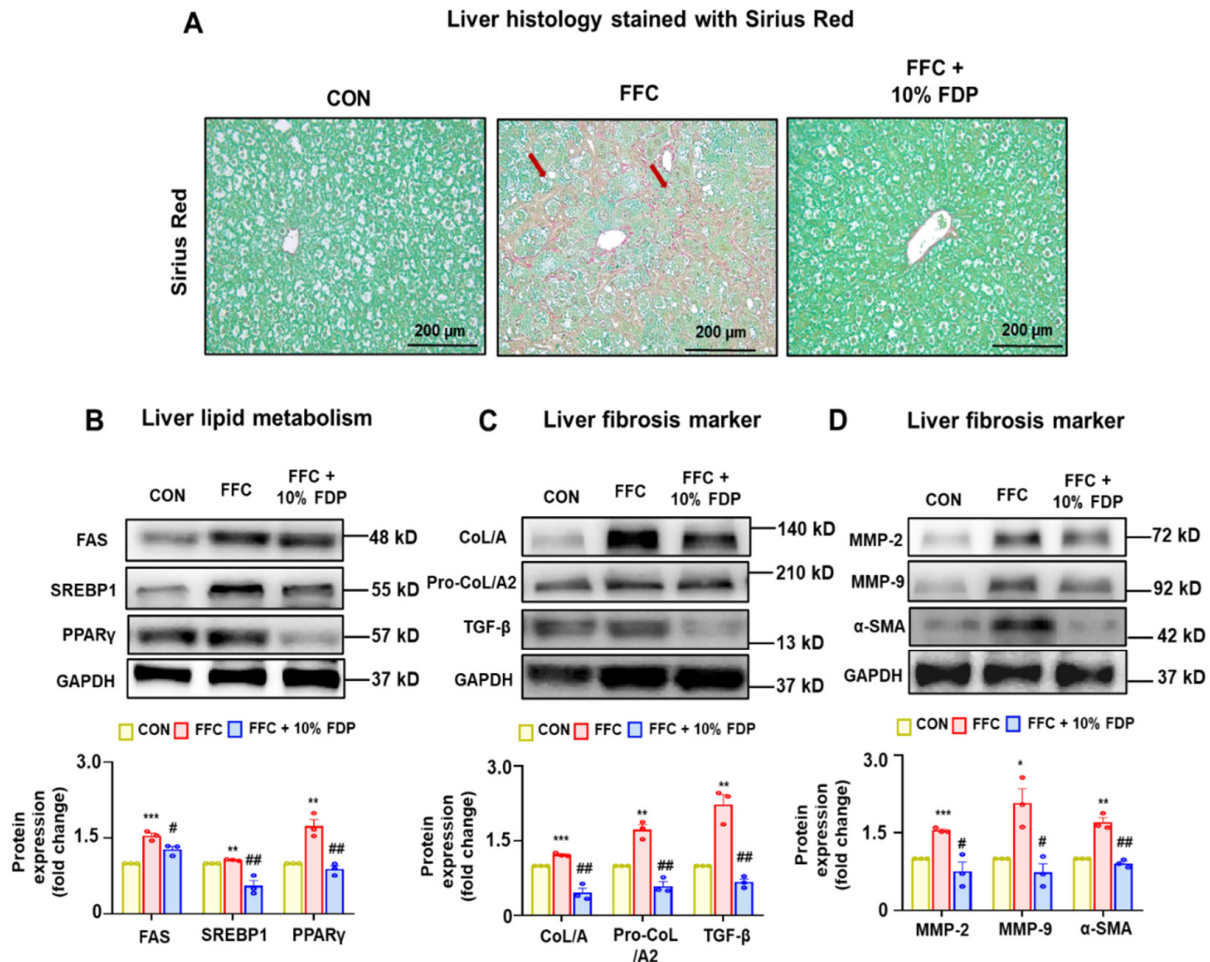 A
Liver histology stained with Sirius Red
CON
FFC
FFC +
10% FDP
Sirius Red
200 μm
200 μm
200 μm
B
Liver lipid metabolism
CON
FFC
FFC +
10% FDP
FAS
48 kD
SREBP1
55 kD
PPARγ
57 kD
GAPDH
37 kD
CON FFC FFC + 10% FDP
Protein
expression
(fold change)
3.0
***
#
**
##
**
##
1.5
0
FAS SREBP1 PPARγ
C
Liver fibrosis marker
CON
FFC
FFC +
10% FDP
CoL/A
140 kD
Pro-CoL/A2
210 kD
TGF-β
13 kD
GAPDH
37 kD
CON FFC FFC + 10% FDP
Protein
expression
(fold change)
3.0
***
##
**
##
**
##
1.5
0
CoL/A Pro-CoL TGF-β
/A2
D
Liver fibrosis marker
CON
FFC
FFC +
10% FDP
MMP-2
72 kD
MMP-9
92 kD
α-SMA
42 kD
GAPDH
37 kD
CON FFC FFC + 10% FDP
Protein
expression
(fold change)
3.0
***
#
*
#
**
##
1.5
0
MMP-2 MMP-9 α-SMA